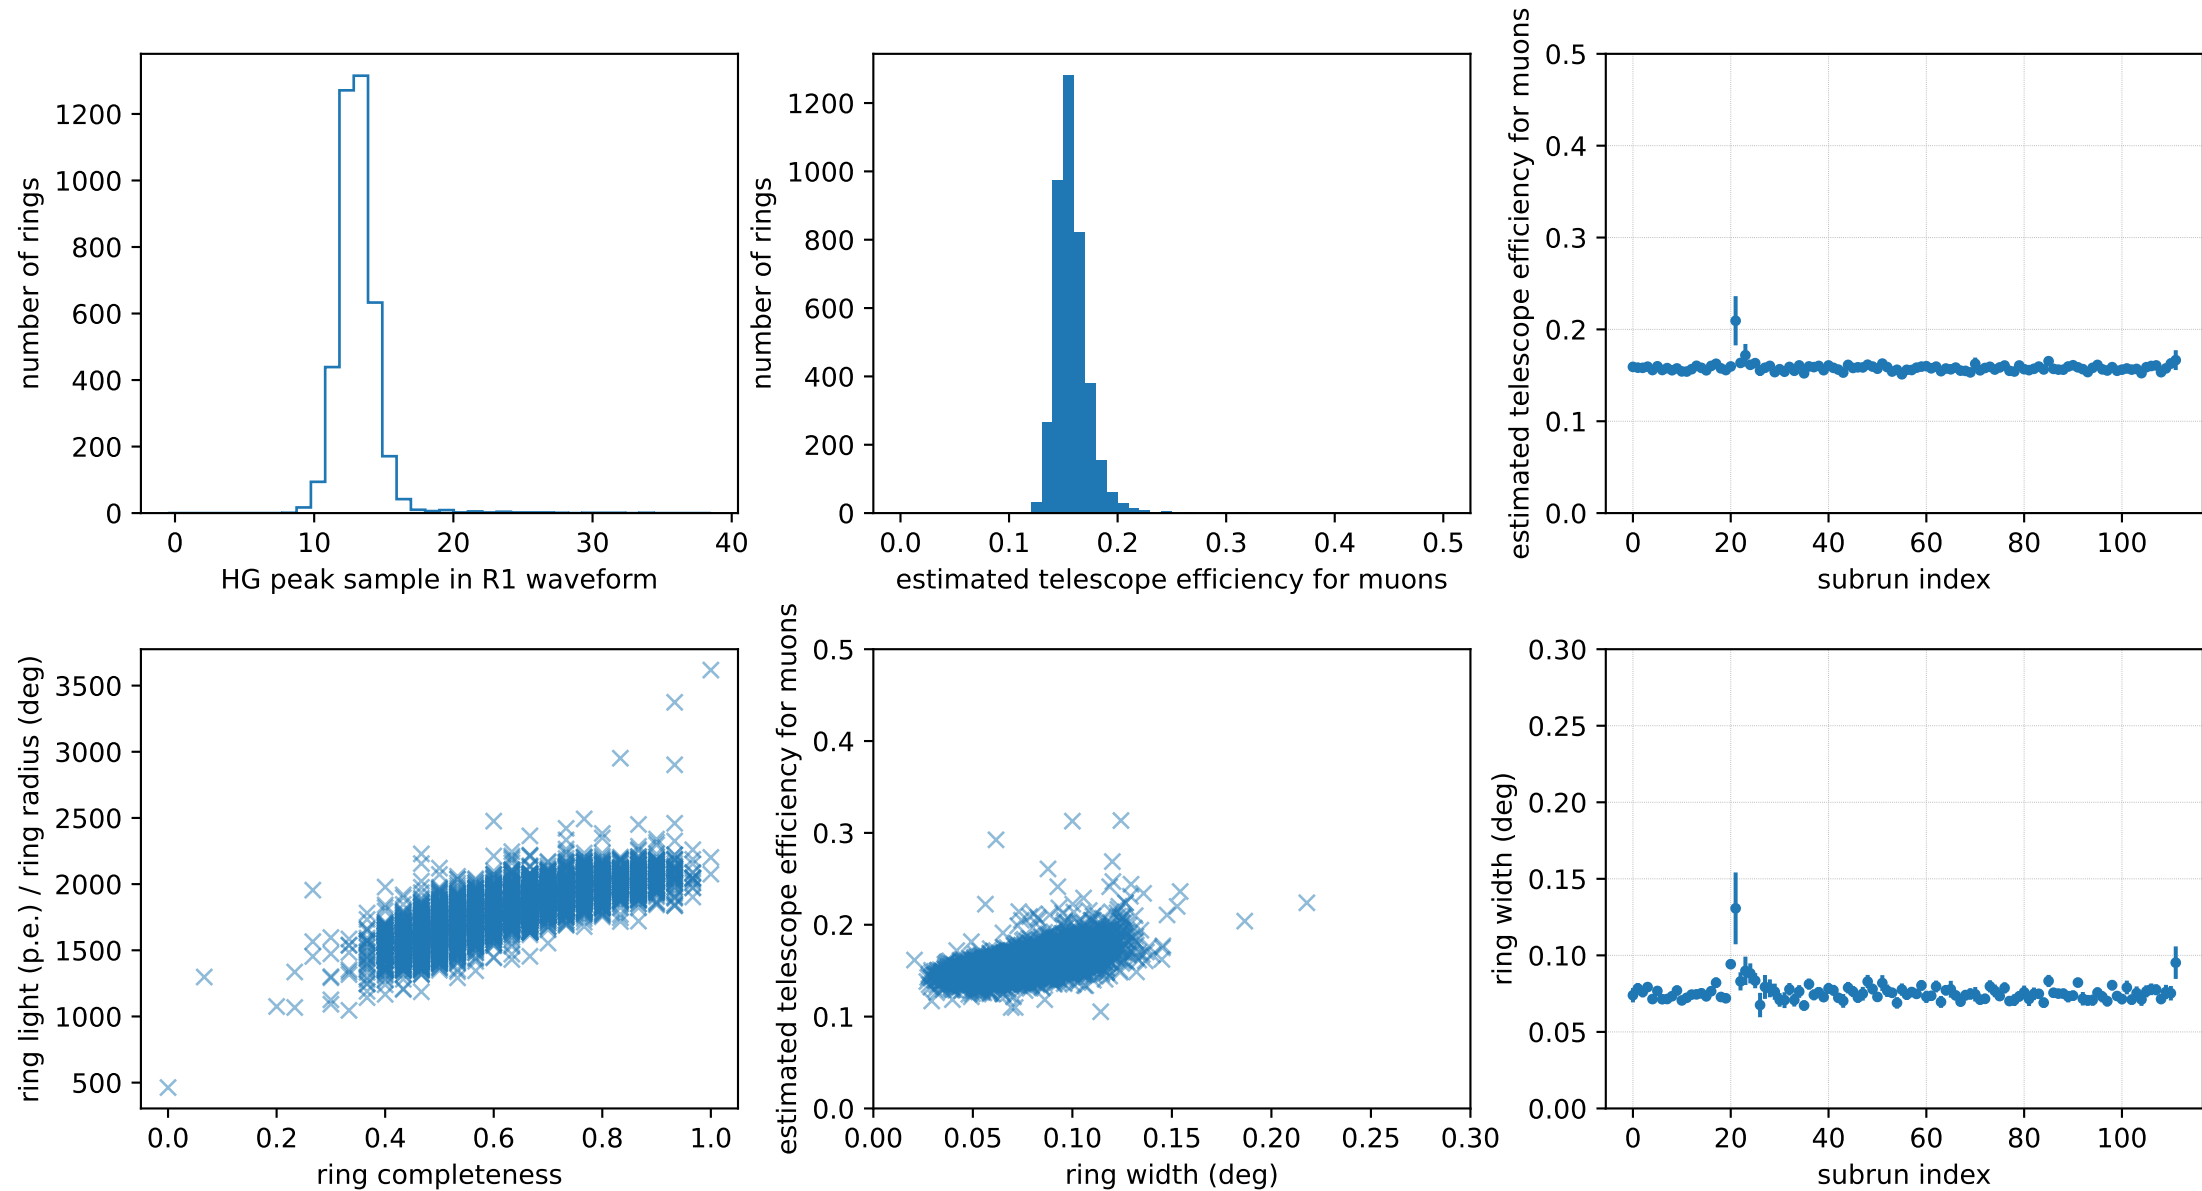 number of rings
1200
1000
800
600
400
200
0
0 10 20 30 40
HG peak sample in R1 waveform
number of rings
1200
1000
800
600
400
200
0
0.0 0.1 0.2 0.3 0.4 0.5
estimated telescope efficiency for muons
estimated telescope efficiency for muons
0.5
0.4
0.3
0.2
0.1
0.0
0 20 40 60 80 100
subrun index
ring light (p.e.) / ring radius (deg)
3500
3000
2500
2000
1500
1000
500
0.0 0.2 0.4 0.6 0.8 1.0
ring completeness
estimated telescope efficiency for muons
0.5
0.4
0.3
0.2
0.1
0.0
0.00 0.05 0.10 0.15 0.20 0.25 0.30
ring width (deg)
ring width (deg)
0.30
0.25
0.20
0.15
0.10
0.05
0.00
0 20 40 60 80 100
subrun index